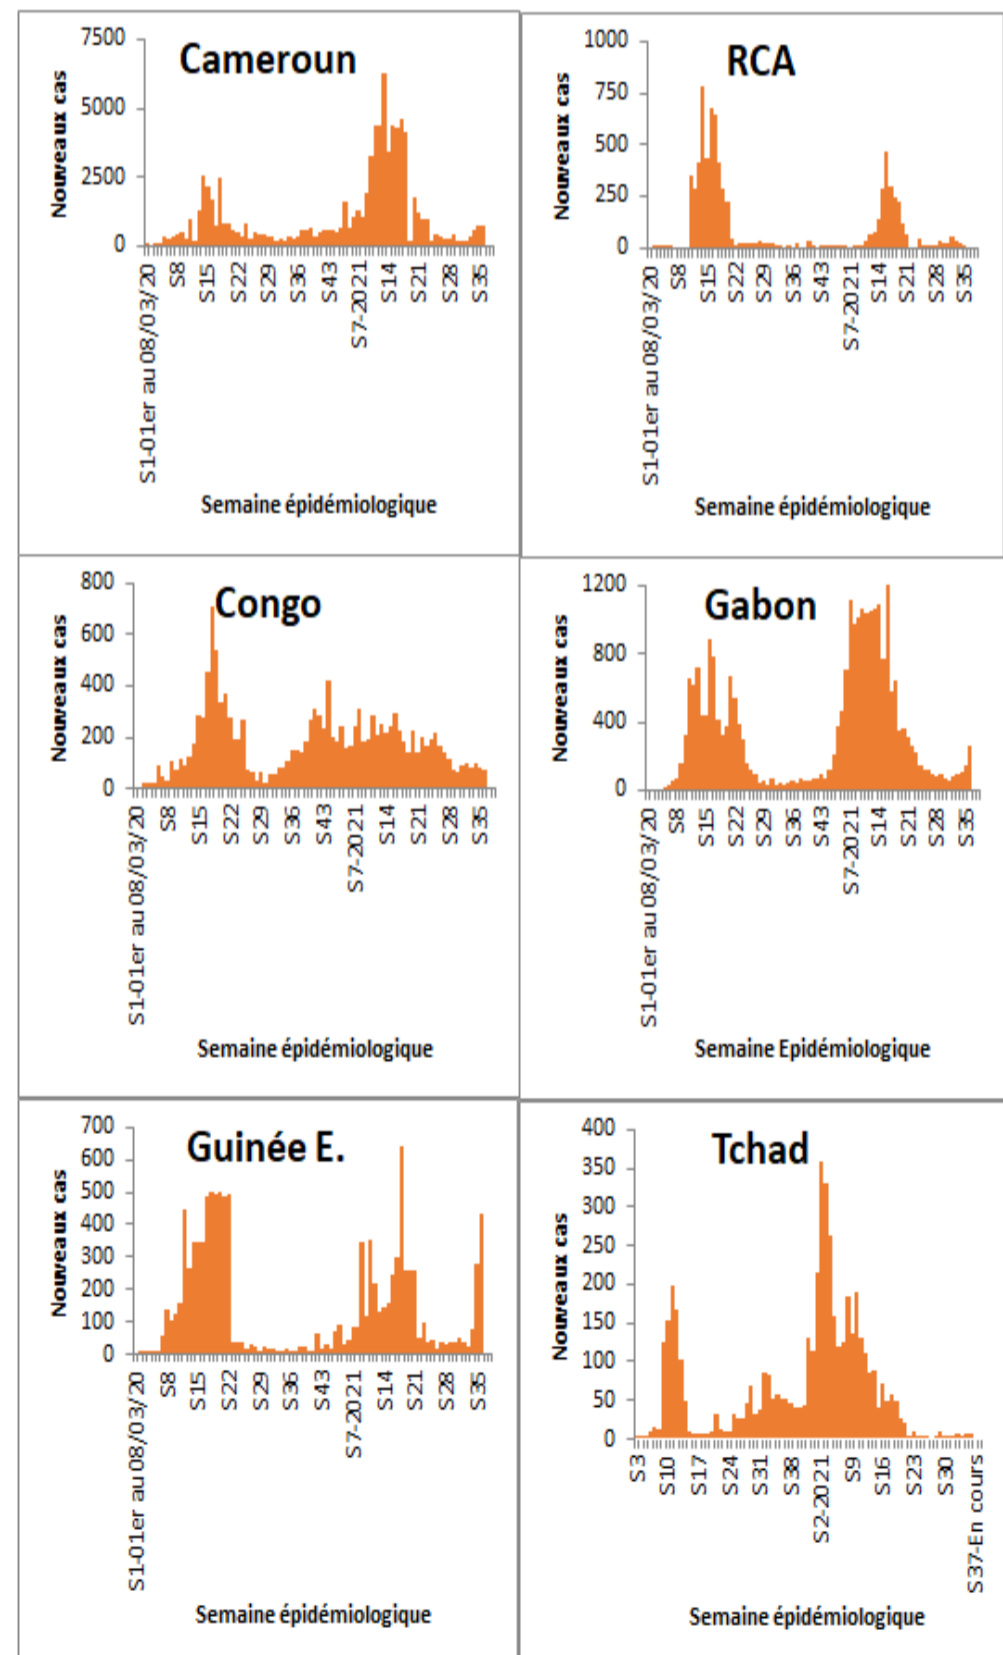 Cameroun
Nouveaux cas
7500
5000
2500
0
S1-01er au 08/03/20
S8
S15
S22
S29
S36
S43
S7-2021
S14
S21
S28
S35
Semaine épidémiologique
RCA
Nouveaux cas
1000
750
500
250
0
S1-01er au 08/03/20
S8
S15
S22
S29
S36
S43
S7-2021
S14
S21
S28
S35
Semaine épidémiologique
Congo
Nouveaux cas
800
600
400
200
0
S1-01er au 08/03/20
S8
S15
S22
S29
S36
S43
S7-2021
S14
S21
S28
S35
Semaine épidémiologique
Gabon
Nouveaux cas
1200
800
400
0
S1-01er au 08/03/20
S8
S15
S22
S29
S36
S43
S7-2021
S14
S21
S28
S35
Semaine Epidémiologique
Guinée E.
Nouveaux cas
700
600
500
400
300
200
100
0
S1-01er au 08/03/20
S8
S15
S22
S29
S36
S43
S7-2021
S14
S21
S28
S35
Semaine épidémiologique
Tchad
Nouveaux cas
400
350
300
250
200
150
100
50
0
S3
S10
S17
S24
S31
S38
S2-2021
S9
S16
S23
S30
S37-En cours
Semaine épidémiologique